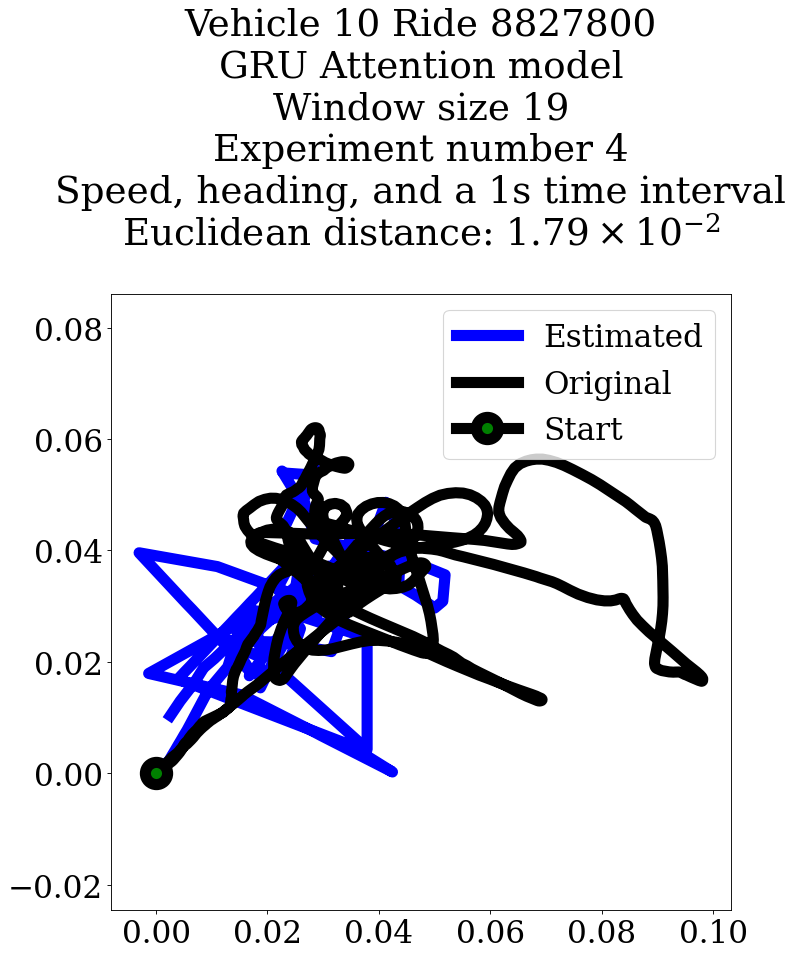 Vehicle 10 Ride 8827800
GRU Attention model
Window size 19
Experiment number 4
Speed, heading, and a 1s time interval
Euclidean distance: 1.79 × 10⁻²
Estimated
Original
Start
0.08
0.06
0.04
0.02
0.00
−0.02
0.00 0.02 0.04 0.06 0.08 0.10